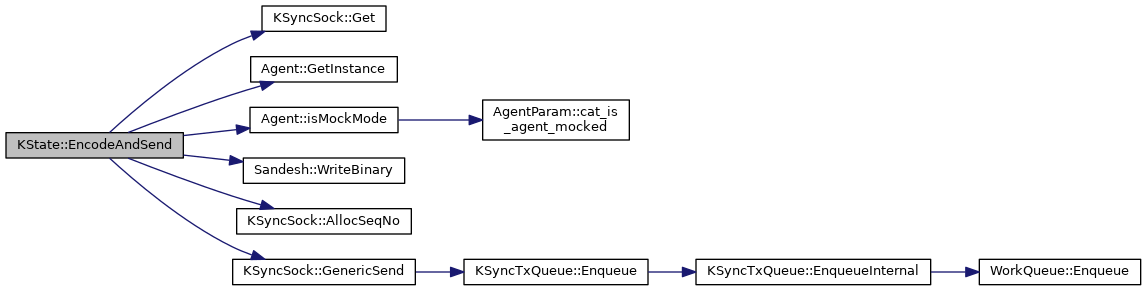 KSyncSock::Get
Agent::GetInstance
Agent::isMockMode
AgentParam::cat_is
_agent_mocked
KState::EncodeAndSend
Sandesh::WriteBinary
KSyncSock::AllocSeqNo
KSyncSock::GenericSend
KSyncTxQueue::Enqueue
KSyncTxQueue::EnqueueInternal
WorkQueue::Enqueue